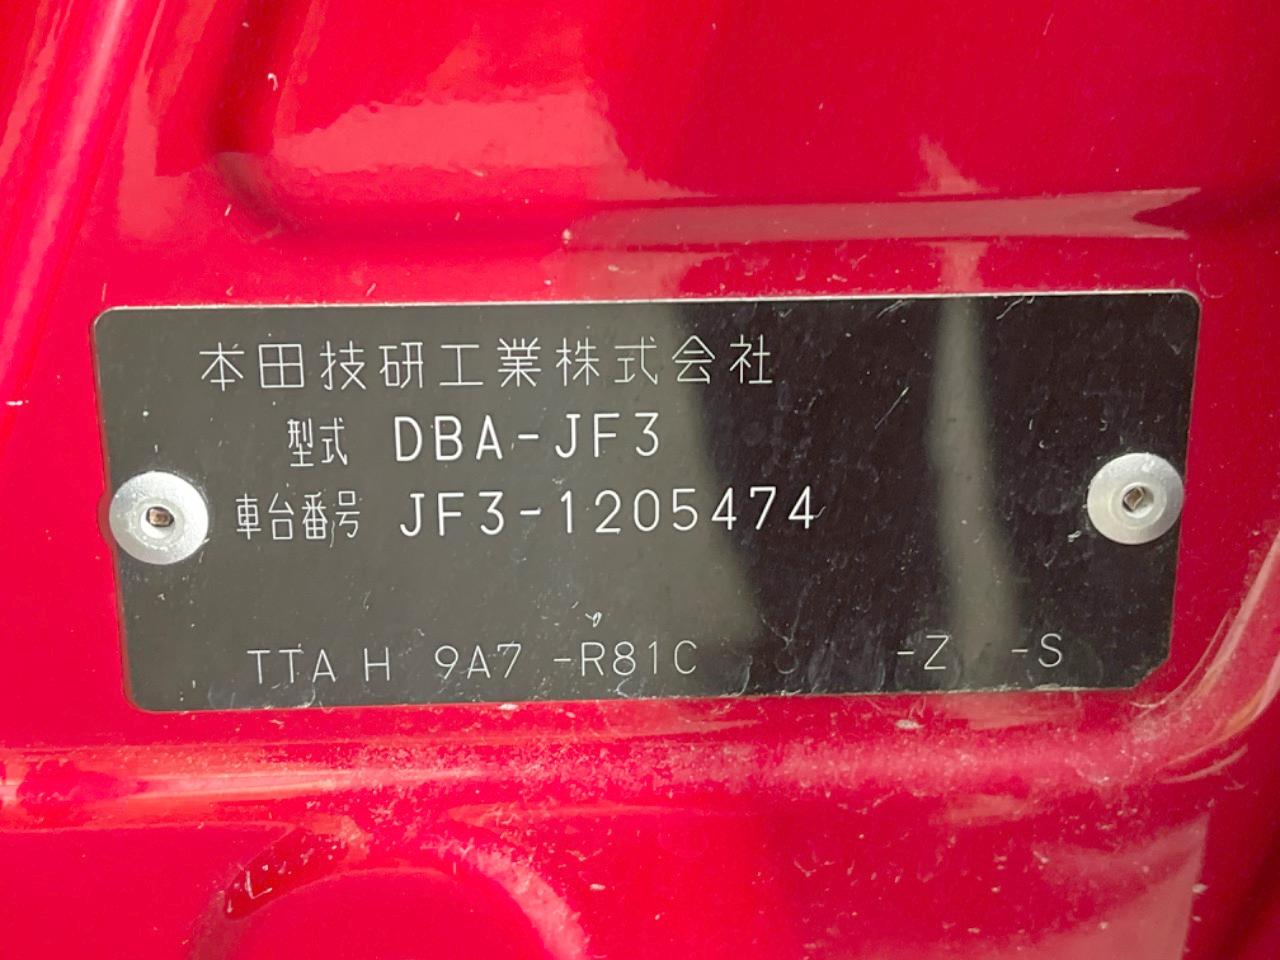 本田技研工業株式会社
型式 DBA-JF3
車台番号 JF3-1205474
TTA H 9A7 -R81C -Z -S